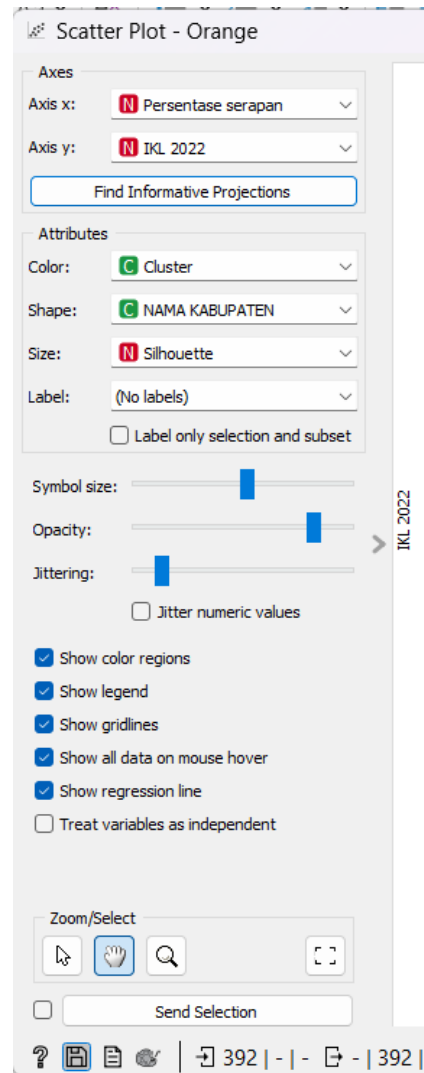 Scatter Plot - Orange
Axes
Axis x: N Persentase serapan
Axis y: N IKL 2022
Find Informative Projections
Attributes
Color: C Cluster
Shape: C NAMA KABUPATEN
Size: N Silhouette
Label: (No labels)
Label only selection and subset
Symbol size:
Opacity:
Jittering:
Jitter numeric values
IKL 2022
Show color regions
Show legend
Show gridlines
Show all data on mouse hover
Show regression line
Treat variables as independent
Zoom/Select
Send Selection
? 392 | - | - - | 392 |